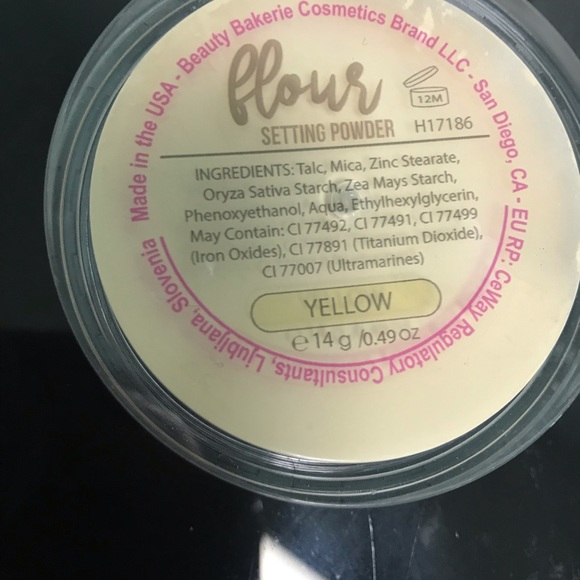 Made in the USA - Beauty Bakerie Cosmetics Brand LLC - San Diego, CA - EU RP: CeWay Regulatory Consultants, Ljubljana, Slovenia
flour
12M
SETTING POWDER H17186
INGREDIENTS: Talc, Mica, Zinc Stearate,
Oryza Sativa Starch, Zea Mays Starch,
Phenoxyethanol, Aqua, Ethylhexylglycerin,
May Contain: CI 77492, CI 77491, CI 77499
(Iron Oxides), CI 77891 (Titanium Dioxide),
CI 77007 (Ultramarines)
YELLOW
℮ 14 g /0.49 OZ